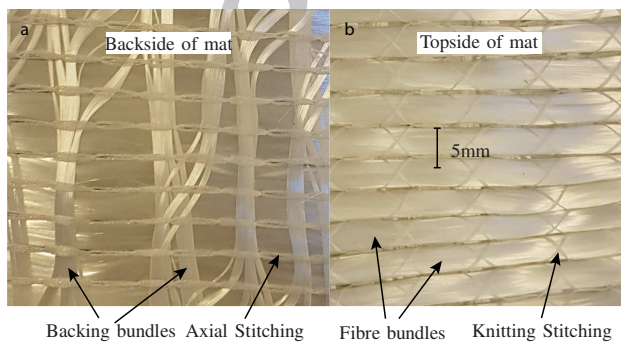 a
Backside of mat
b
Topside of mat
5mm
Backing bundles
Axial Stitching
Fibre bundles
Knitting Stitching